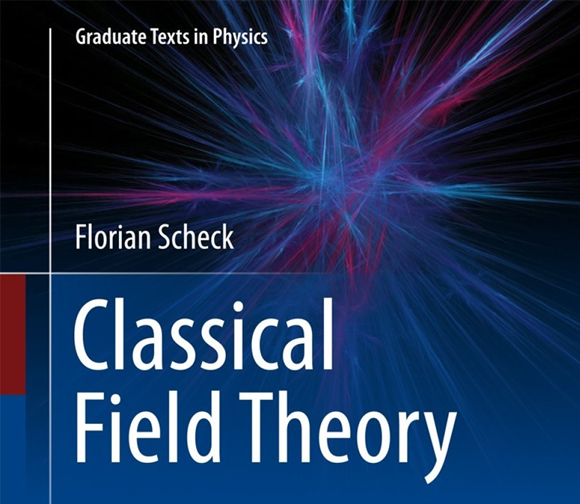 Graduate Texts in Physics
Florian Scheck
Classical
Field Theory